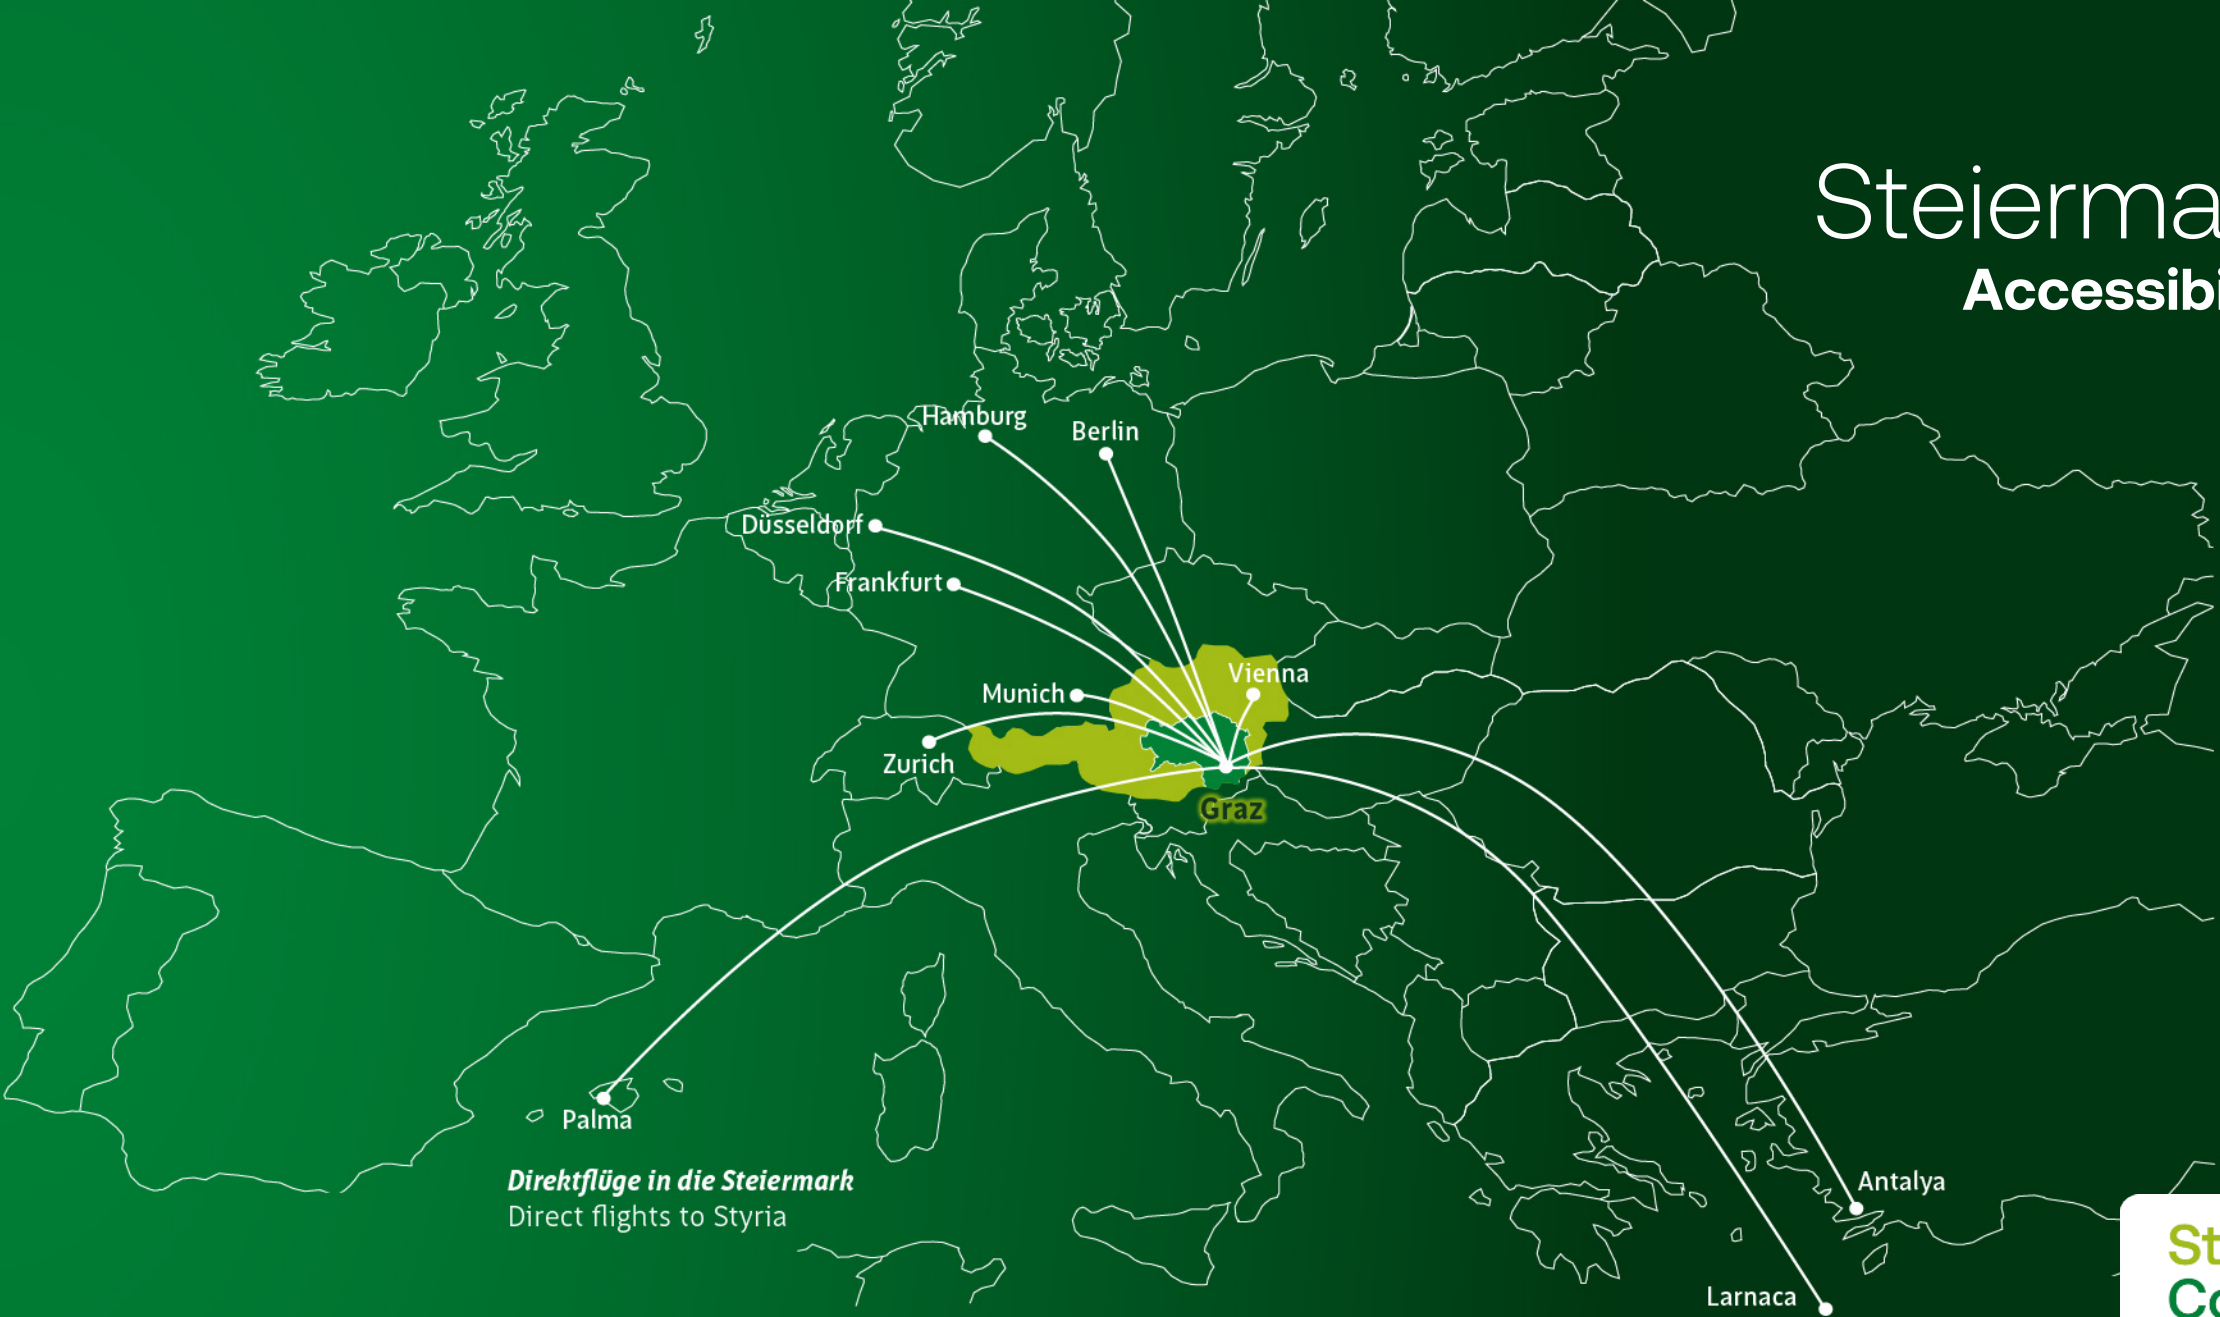 Steierma
Accessibi
Hamburg
Berlin
Düsseldorf
Frankfurt
Vienna
Munich
Zurich
Graz
Palma
Direktflüge in die Steiermark
Direct flights to Styria
Antalya
Larnaca
St
Co